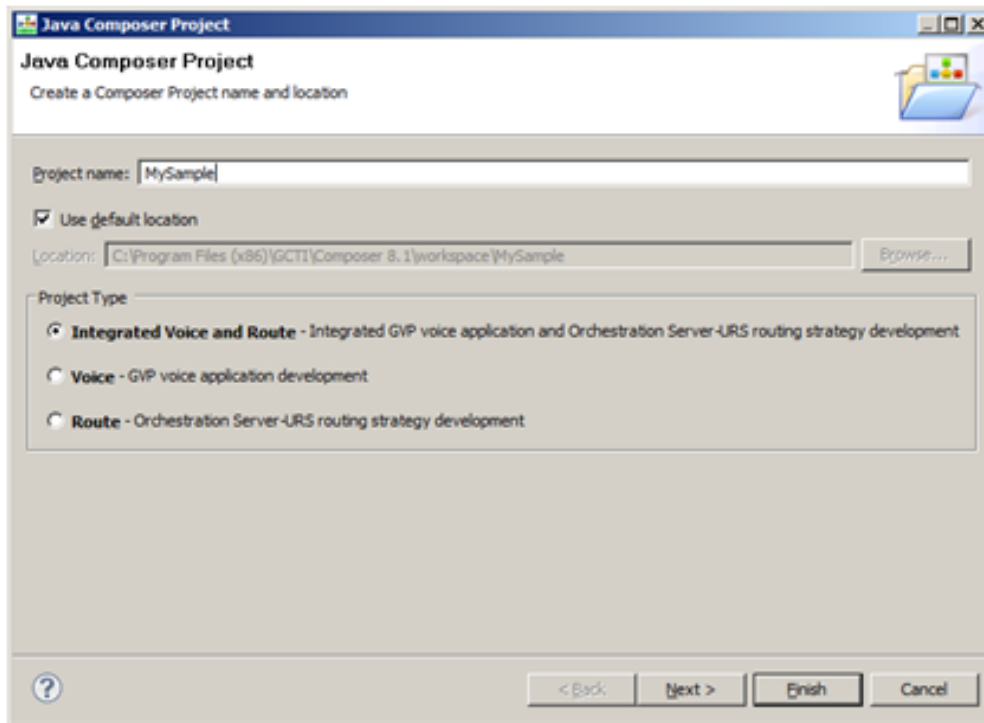 Java Composer Project
Java Composer Project
Create a Composer Project name and location
Project name: MySample
Use default location
Location: C:\Program Files (x86)\GCTI\Composer 8.1\workspace\MySample Browse...
Project Type
Integrated Voice and Route - Integrated GVP voice application and Orchestration Server-URS routing strategy development
Voice - GVP voice application development
Route - Orchestration Server-URS routing strategy development
? < Back Next > Finish Cancel